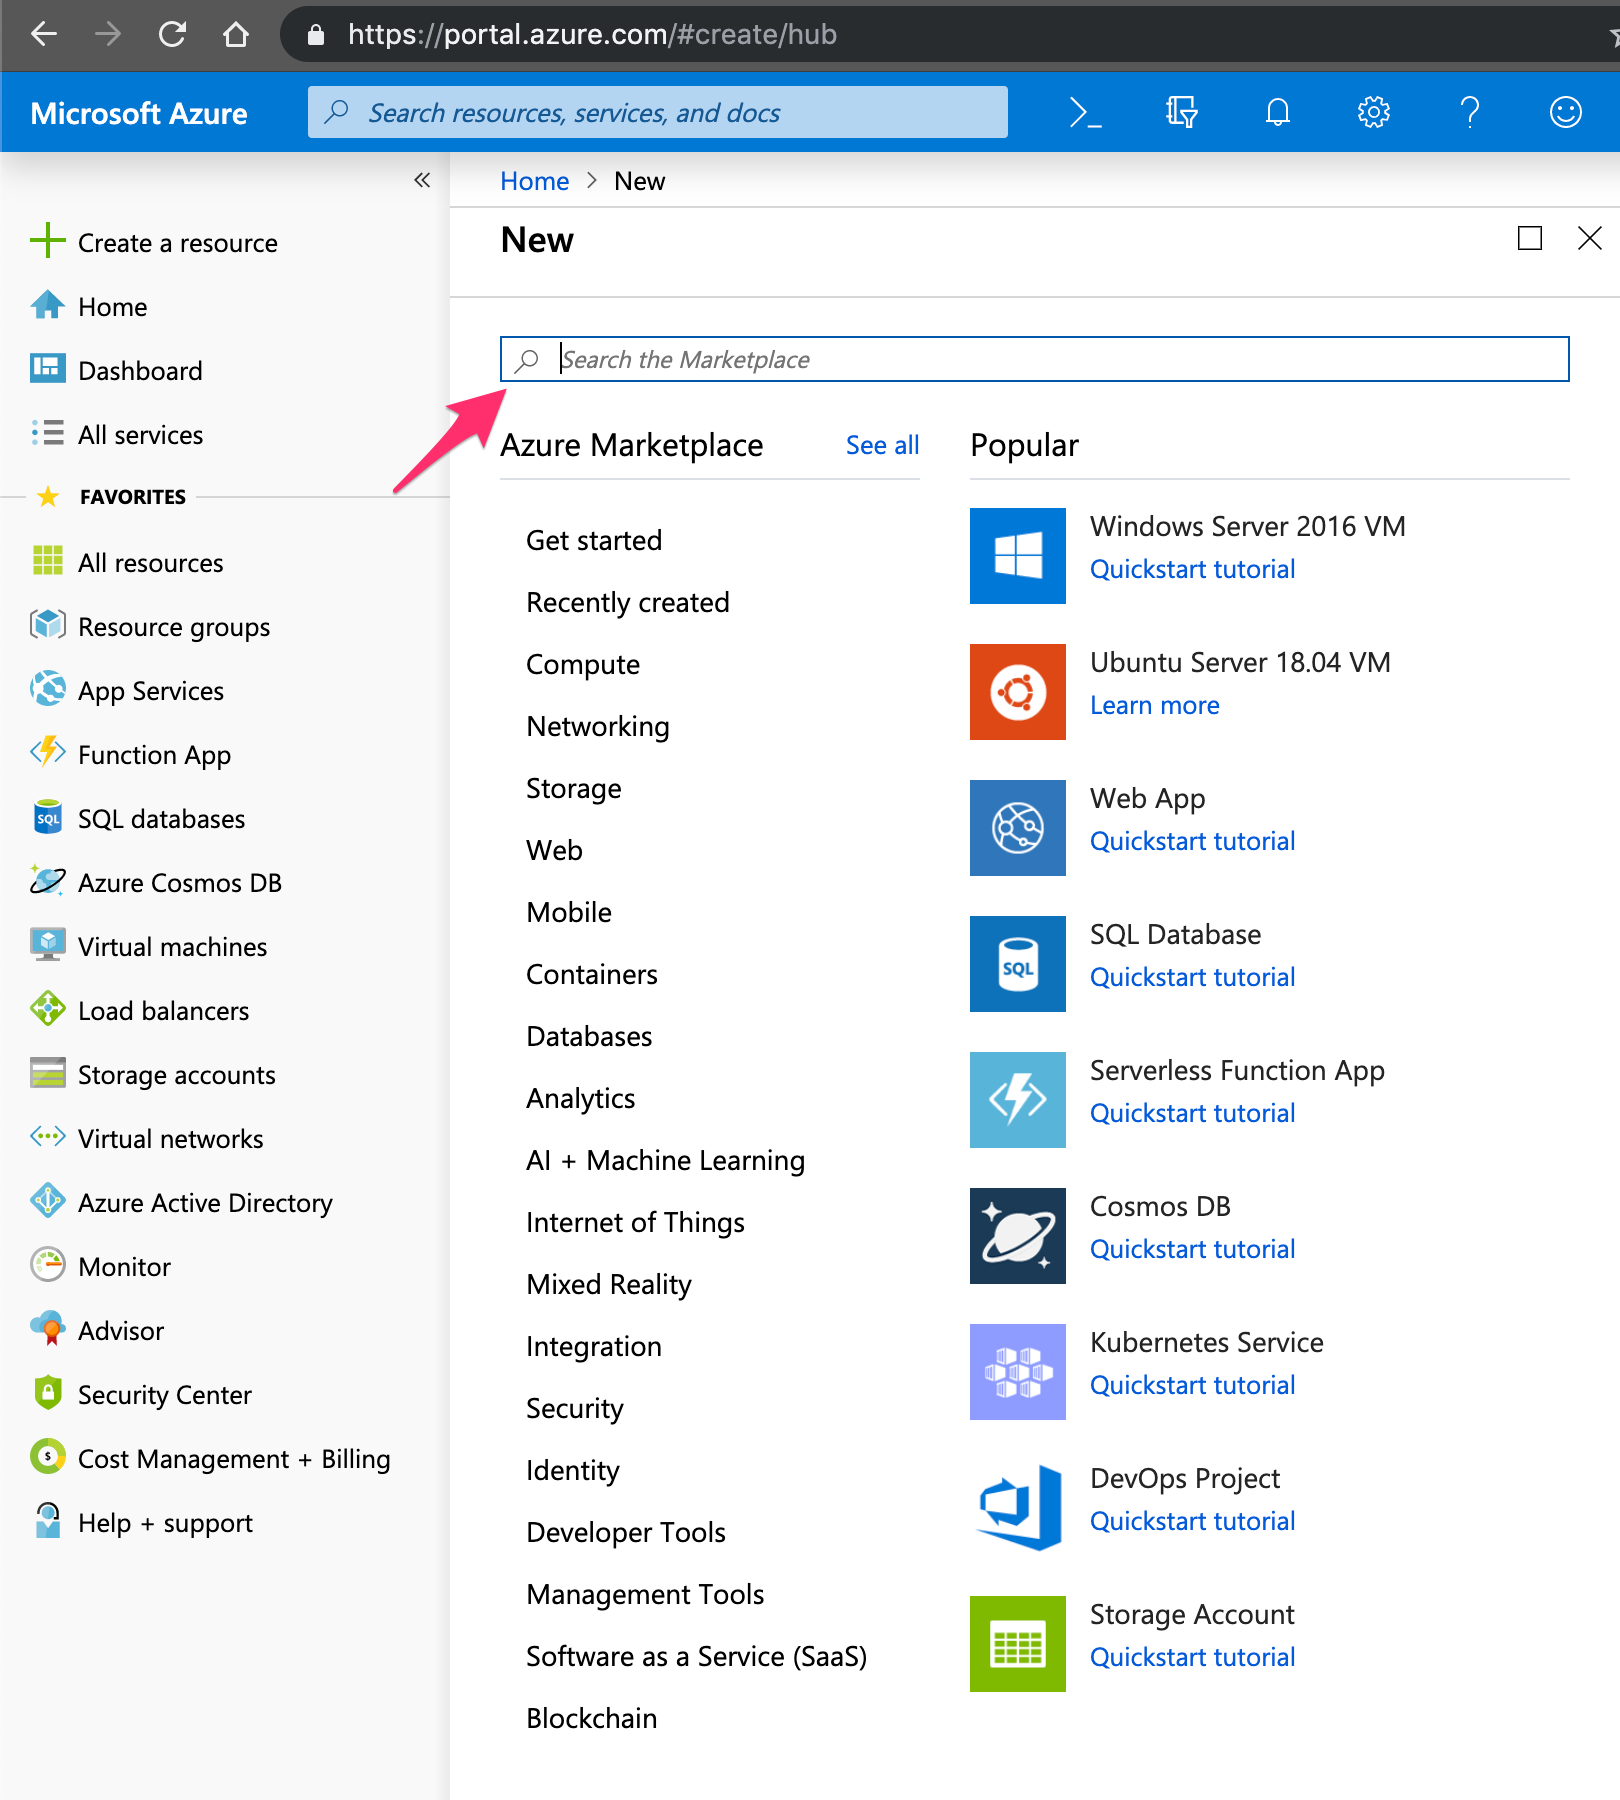 https://portal.azure.com/#create/hub
Microsoft Azure
Search resources, services, and docs
Home > New
New
Create a resource
Home
Dashboard
All services
FAVORITES
All resources
Resource groups
App Services
Function App
SQL
SQL databases
Azure Cosmos DB
Virtual machines
Load balancers
Storage accounts
Virtual networks
Azure Active Directory
Monitor
Advisor
Security Center
$
Cost Management + Billing
Help + support
Search the Marketplace
Azure Marketplace
See all
Get started
Recently created
Compute
Networking
Storage
Web
Mobile
Containers
Databases
Analytics
AI + Machine Learning
Internet of Things
Mixed Reality
Integration
Security
Identity
Developer Tools
Management Tools
Software as a Service (SaaS)
Blockchain
Popular
Windows Server 2016 VM
Quickstart tutorial
Ubuntu Server 18.04 VM
Learn more
Web App
Quickstart tutorial
SQL
SQL Database
Quickstart tutorial
Serverless Function App
Quickstart tutorial
Cosmos DB
Quickstart tutorial
Kubernetes Service
Quickstart tutorial
DevOps Project
Quickstart tutorial
Storage Account
Quickstart tutorial